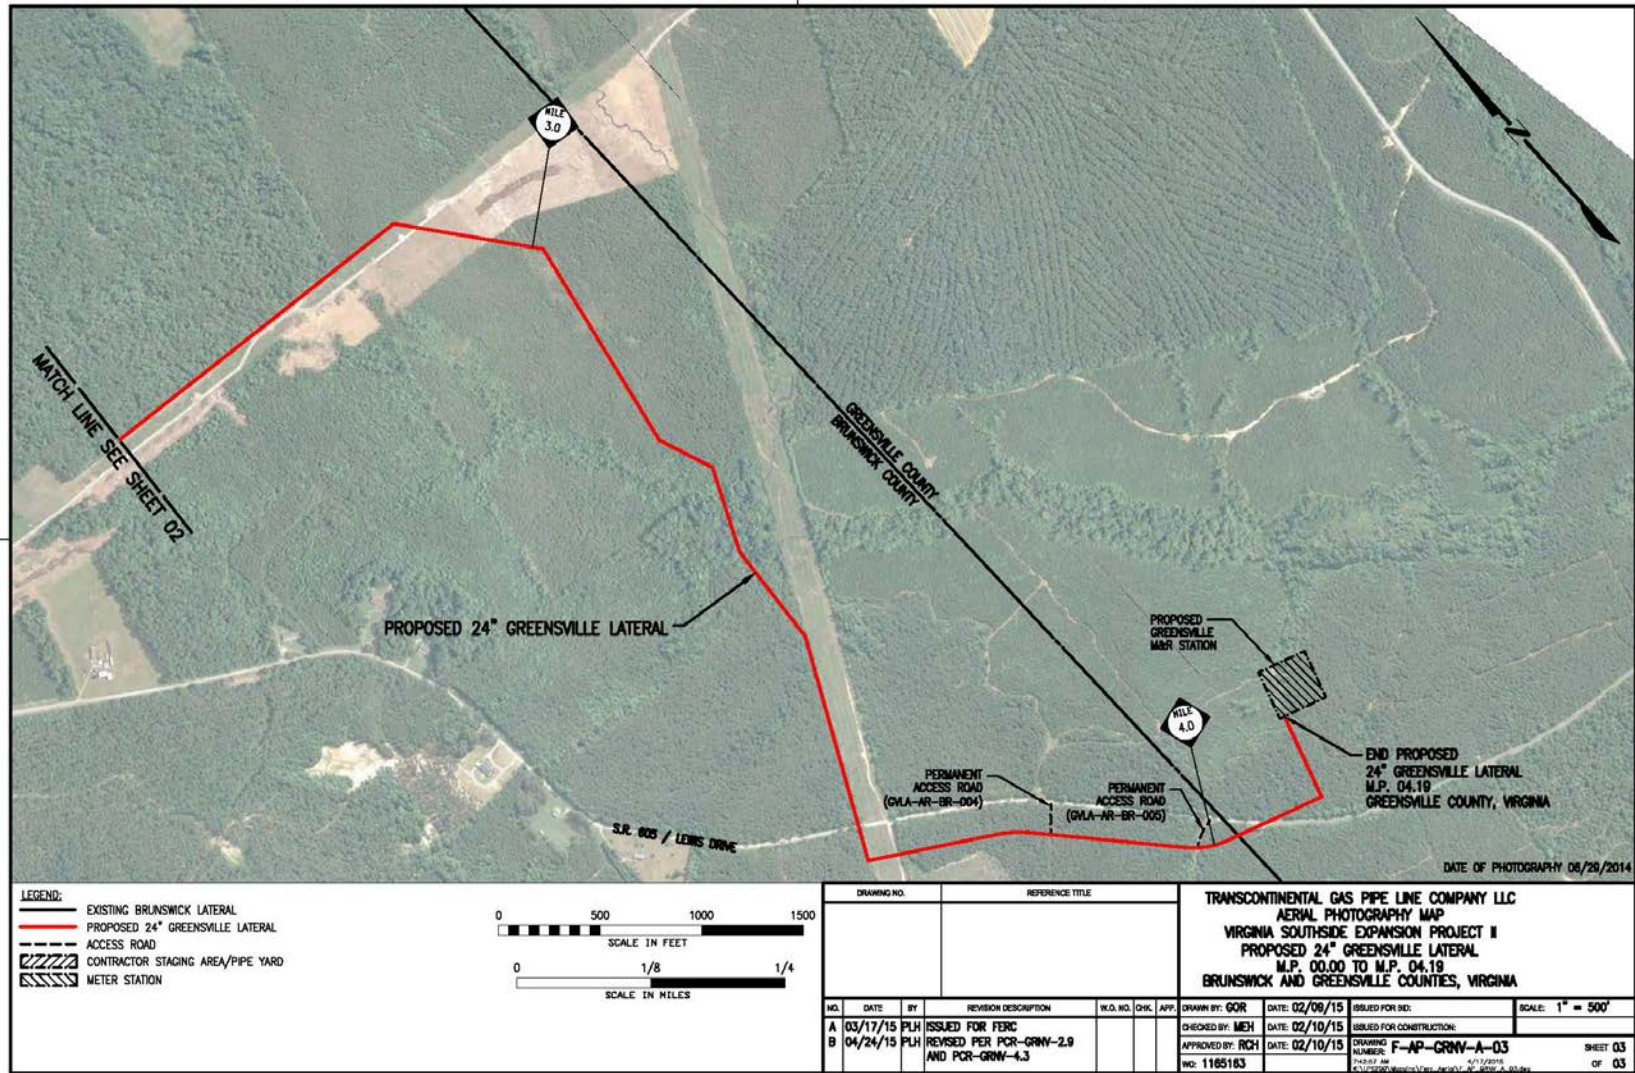 MILE
3.0
MATCH LINE SEE SHEET 02
GREENSVILLE COUNTY
BRUNSWICK COUNTY
PROPOSED 24" GREENSVILLE LATERAL
PROPOSED
GREENSVILLE
M&R STATION
MILE
4.0
END PROPOSED
24" GREENSVILLE LATERAL
M.P. 04.19
GREENSVILLE COUNTY, VIRGINIA
PERMANENT
ACCESS ROAD
(GVLA-AR-BR-004)
PERMANENT
ACCESS ROAD
(GVLA-AR-BR-005)
S.R. 605 / LEWIS DRIVE
DATE OF PHOTOGRAPHY 06/29/2014
N
LEGEND:
EXISTING BRUNSWICK LATERAL
PROPOSED 24" GREENSVILLE LATERAL
ACCESS ROAD
CONTRACTOR STAGING AREA/PIPE YARD
METER STATION
0 500 1000 1500
SCALE IN FEET
0 1/8 1/4
SCALE IN MILES
DRAWING NO. REFERENCE TITLE
NO. DATE BY REVISION DESCRIPTION W.O. NO. CHK. APP.
A 03/17/15 PLH ISSUED FOR FERC
B 04/24/15 PLH REVISED PER PCR-GRNV-2.9
AND PCR-GRNV-4.3
TRANSCONTINENTAL GAS PIPE LINE COMPANY LLC
AERIAL PHOTOGRAPHY MAP
VIRGINIA SOUTHSIDE EXPANSION PROJECT II
PROPOSED 24" GREENSVILLE LATERAL
M.P. 00.00 TO M.P. 04.19
BRUNSWICK AND GREENSVILLE COUNTIES, VIRGINIA
DRAWN BY: GOR DATE: 02/09/15 ISSUED FOR BID: SCALE: 1" = 500'
CHECKED BY: MEH DATE: 02/10/15 ISSUED FOR CONSTRUCTION:
APPROVED BY: RCH DATE: 02/10/15 DRAWING NUMBER: F-AP-GRNV-A-03 SHEET 03
WO: 1165163 7:43:57 AM 4/17/2015 OF 03